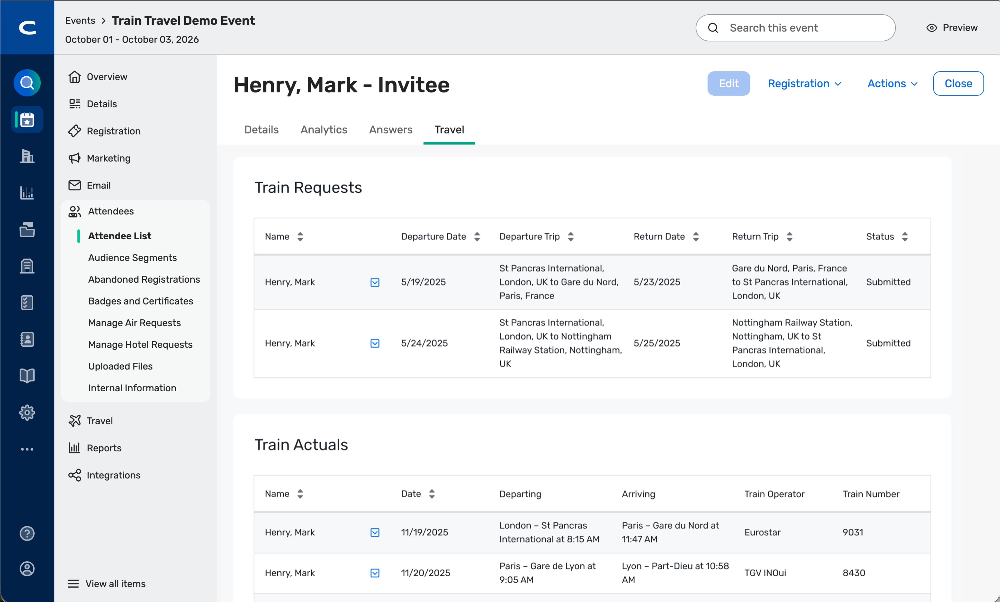 Events > Train Travel Demo Event
October 01 - October 03, 2026
Search this event
Preview
Overview
Details
Registration
Marketing
Email
Attendees
Attendee List
Audience Segments
Abandoned Registrations
Badges and Certificates
Manage Air Requests
Manage Hotel Requests
Uploaded Files
Internal Information
Travel
Reports
Integrations
View all items
Henry, Mark - Invitee
Edit
Registration
Actions
Close
Details Analytics Answers Travel
Train Requests
Name Departure Date Departure Trip Return Date Return Trip Status
Henry, Mark
5/19/2025
St Pancras International,
London, UK to Gare du Nord,
Paris, France
5/23/2025
Gare du Nord, Paris, France
to St Pancras International,
London, UK
Submitted
Henry, Mark
5/24/2025
St Pancras International,
London, UK to Nottingham
Railway Station, Nottingham,
UK
5/25/2025
Nottingham Railway Station,
Nottingham, UK to St
Pancras International,
London, UK
Submitted
Train Actuals
Name Date Departing Arriving Train Operator Train Number
Henry, Mark
11/19/2025
London – St Pancras
International at 8:15 AM
Paris – Gare du Nord at
11:47 AM
Eurostar
9031
Henry, Mark
11/20/2025
Paris – Gare de Lyon at
9:05 AM
Lyon – Part-Dieu at 10:58
AM
TGV INOui
8430